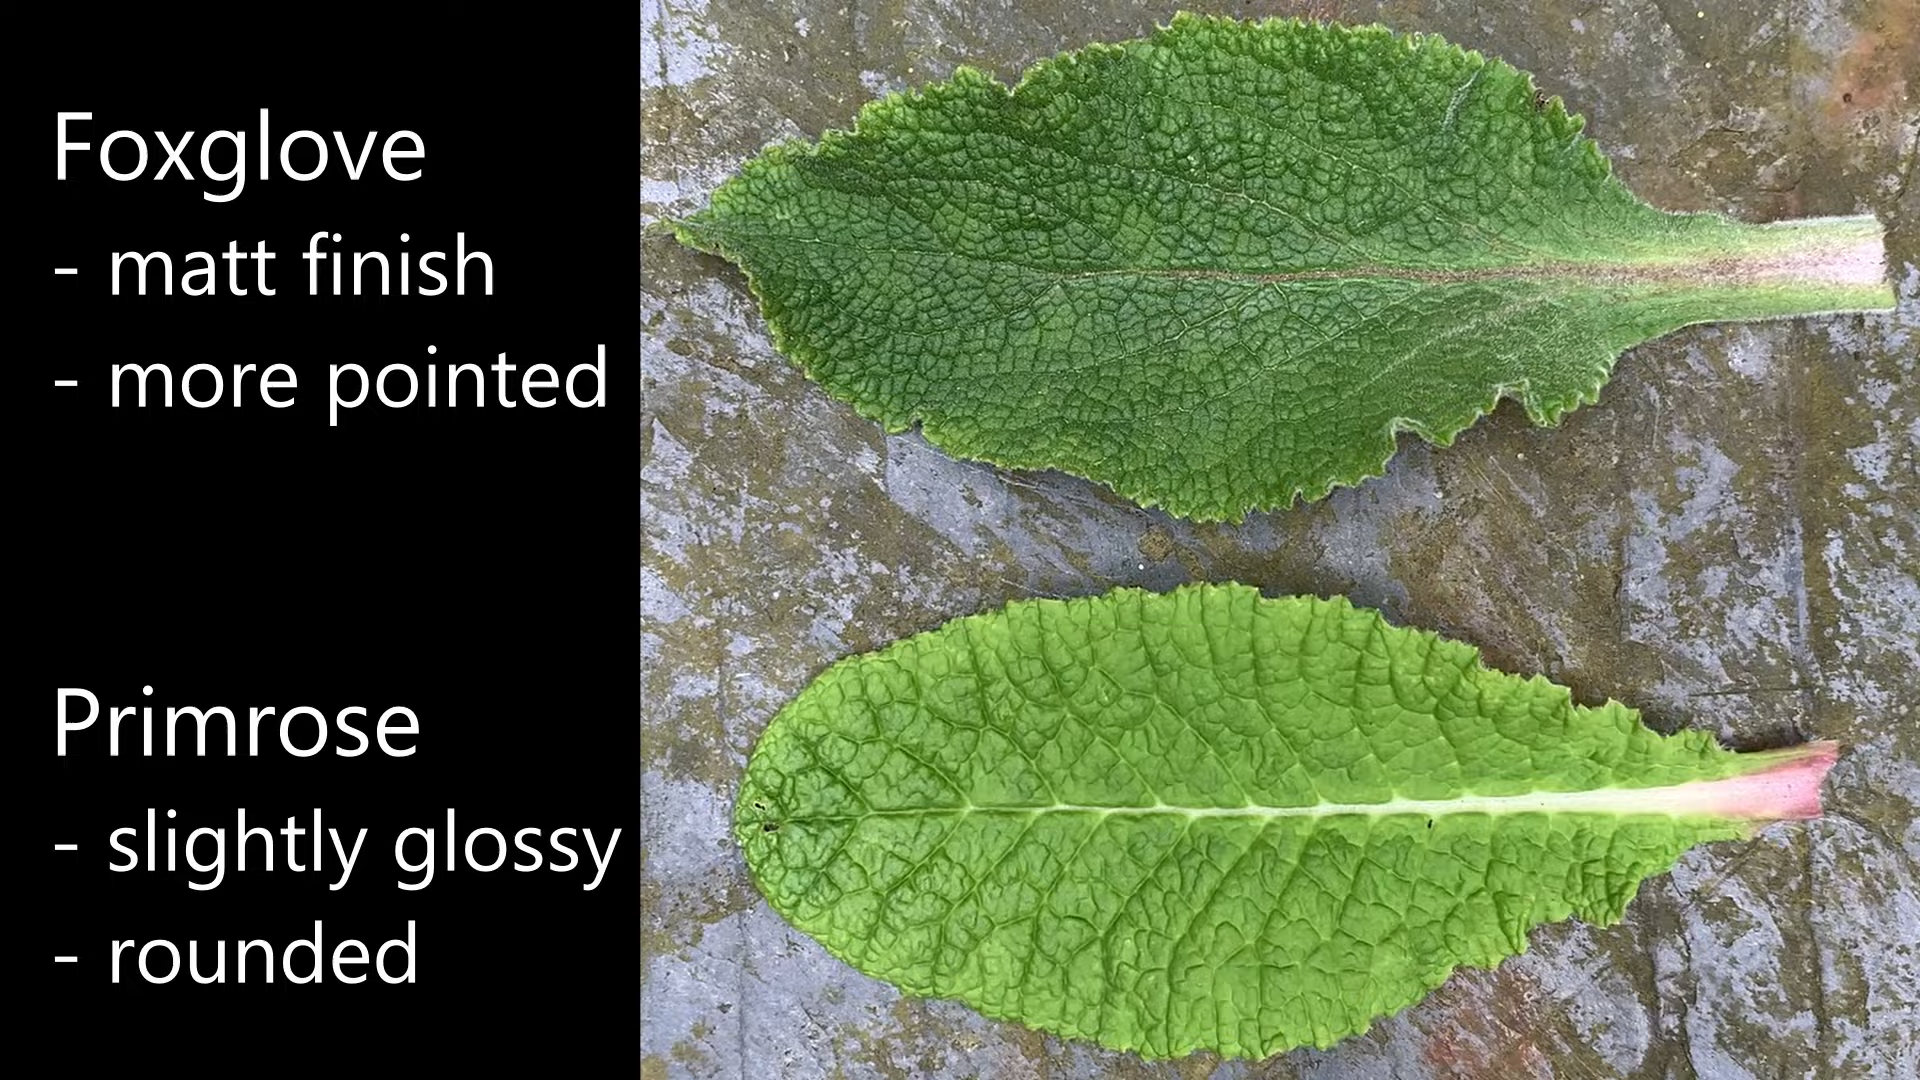 Foxglove
- matt finish
- more pointed
Primrose
- slightly glossy
- rounded